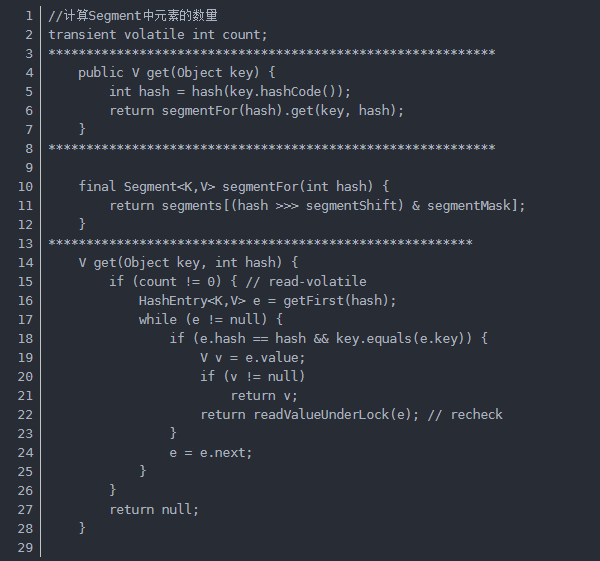 1 //计算Segment中元素的数量
2 transient volatile int count;
3 ***********************************************************
4     public V get(Object key) {
5         int hash = hash(key.hashCode());
6         return segmentFor(hash).get(key, hash);
7     }
8 ***********************************************************
9
10     final Segment<K,V> segmentFor(int hash) {
11         return segments[(hash >>> segmentShift) & segmentMask];
12     }
13 ********************************************************
14     V get(Object key, int hash) {
15         if (count != 0) { // read-volatile
16             HashEntry<K,V> e = getFirst(hash);
17             while (e != null) {
18                 if (e.hash == hash && key.equals(e.key)) {
19                     V v = e.value;
20                     if (v != null)
21                         return v;
22                     return readValueUnderLock(e); // recheck
23                 }
24                 e = e.next;
25             }
26         }
27         return null;
28     }
29